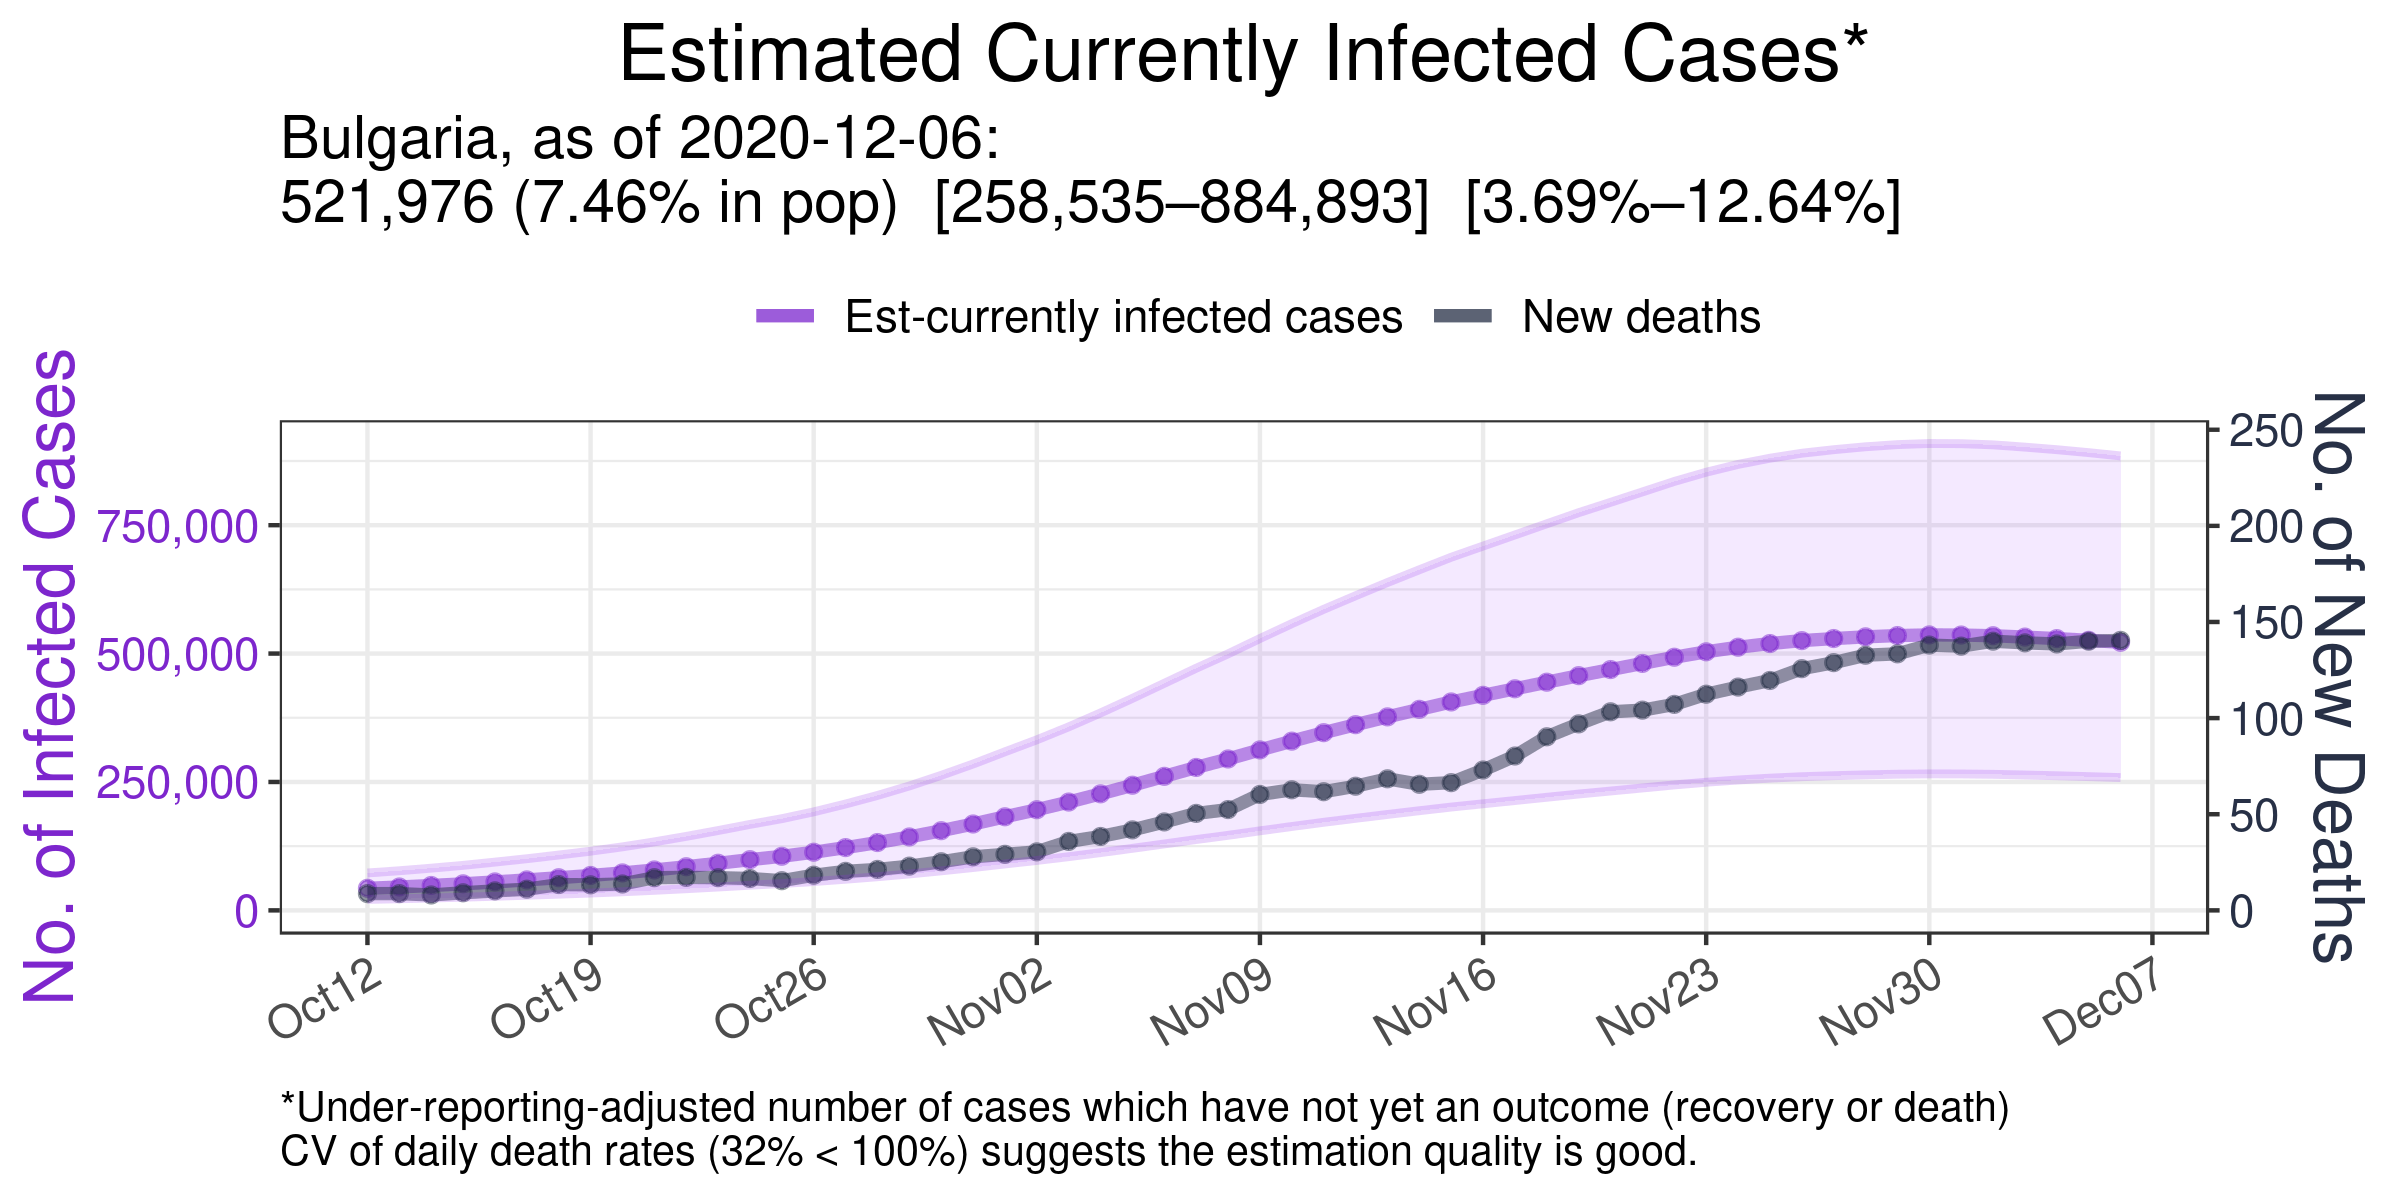 Estimated Currently Infected Cases*
Bulgaria, as of 2020-12-06:
521,976 (7.46% in pop)  [258,535–884,893]  [3.69%–12.64%]
Est-currently infected cases
New deaths
No. of Infected Cases
750,000
500,000
250,000
0
250
200
150
100
50
0
No. of New Deaths
Oct12
Oct19
Oct26
Nov02
Nov09
Nov16
Nov23
Nov30
Dec07
*Under-reporting-adjusted number of cases which have not yet an outcome (recovery or death)
CV of daily death rates (32% < 100%) suggests the estimation quality is good.